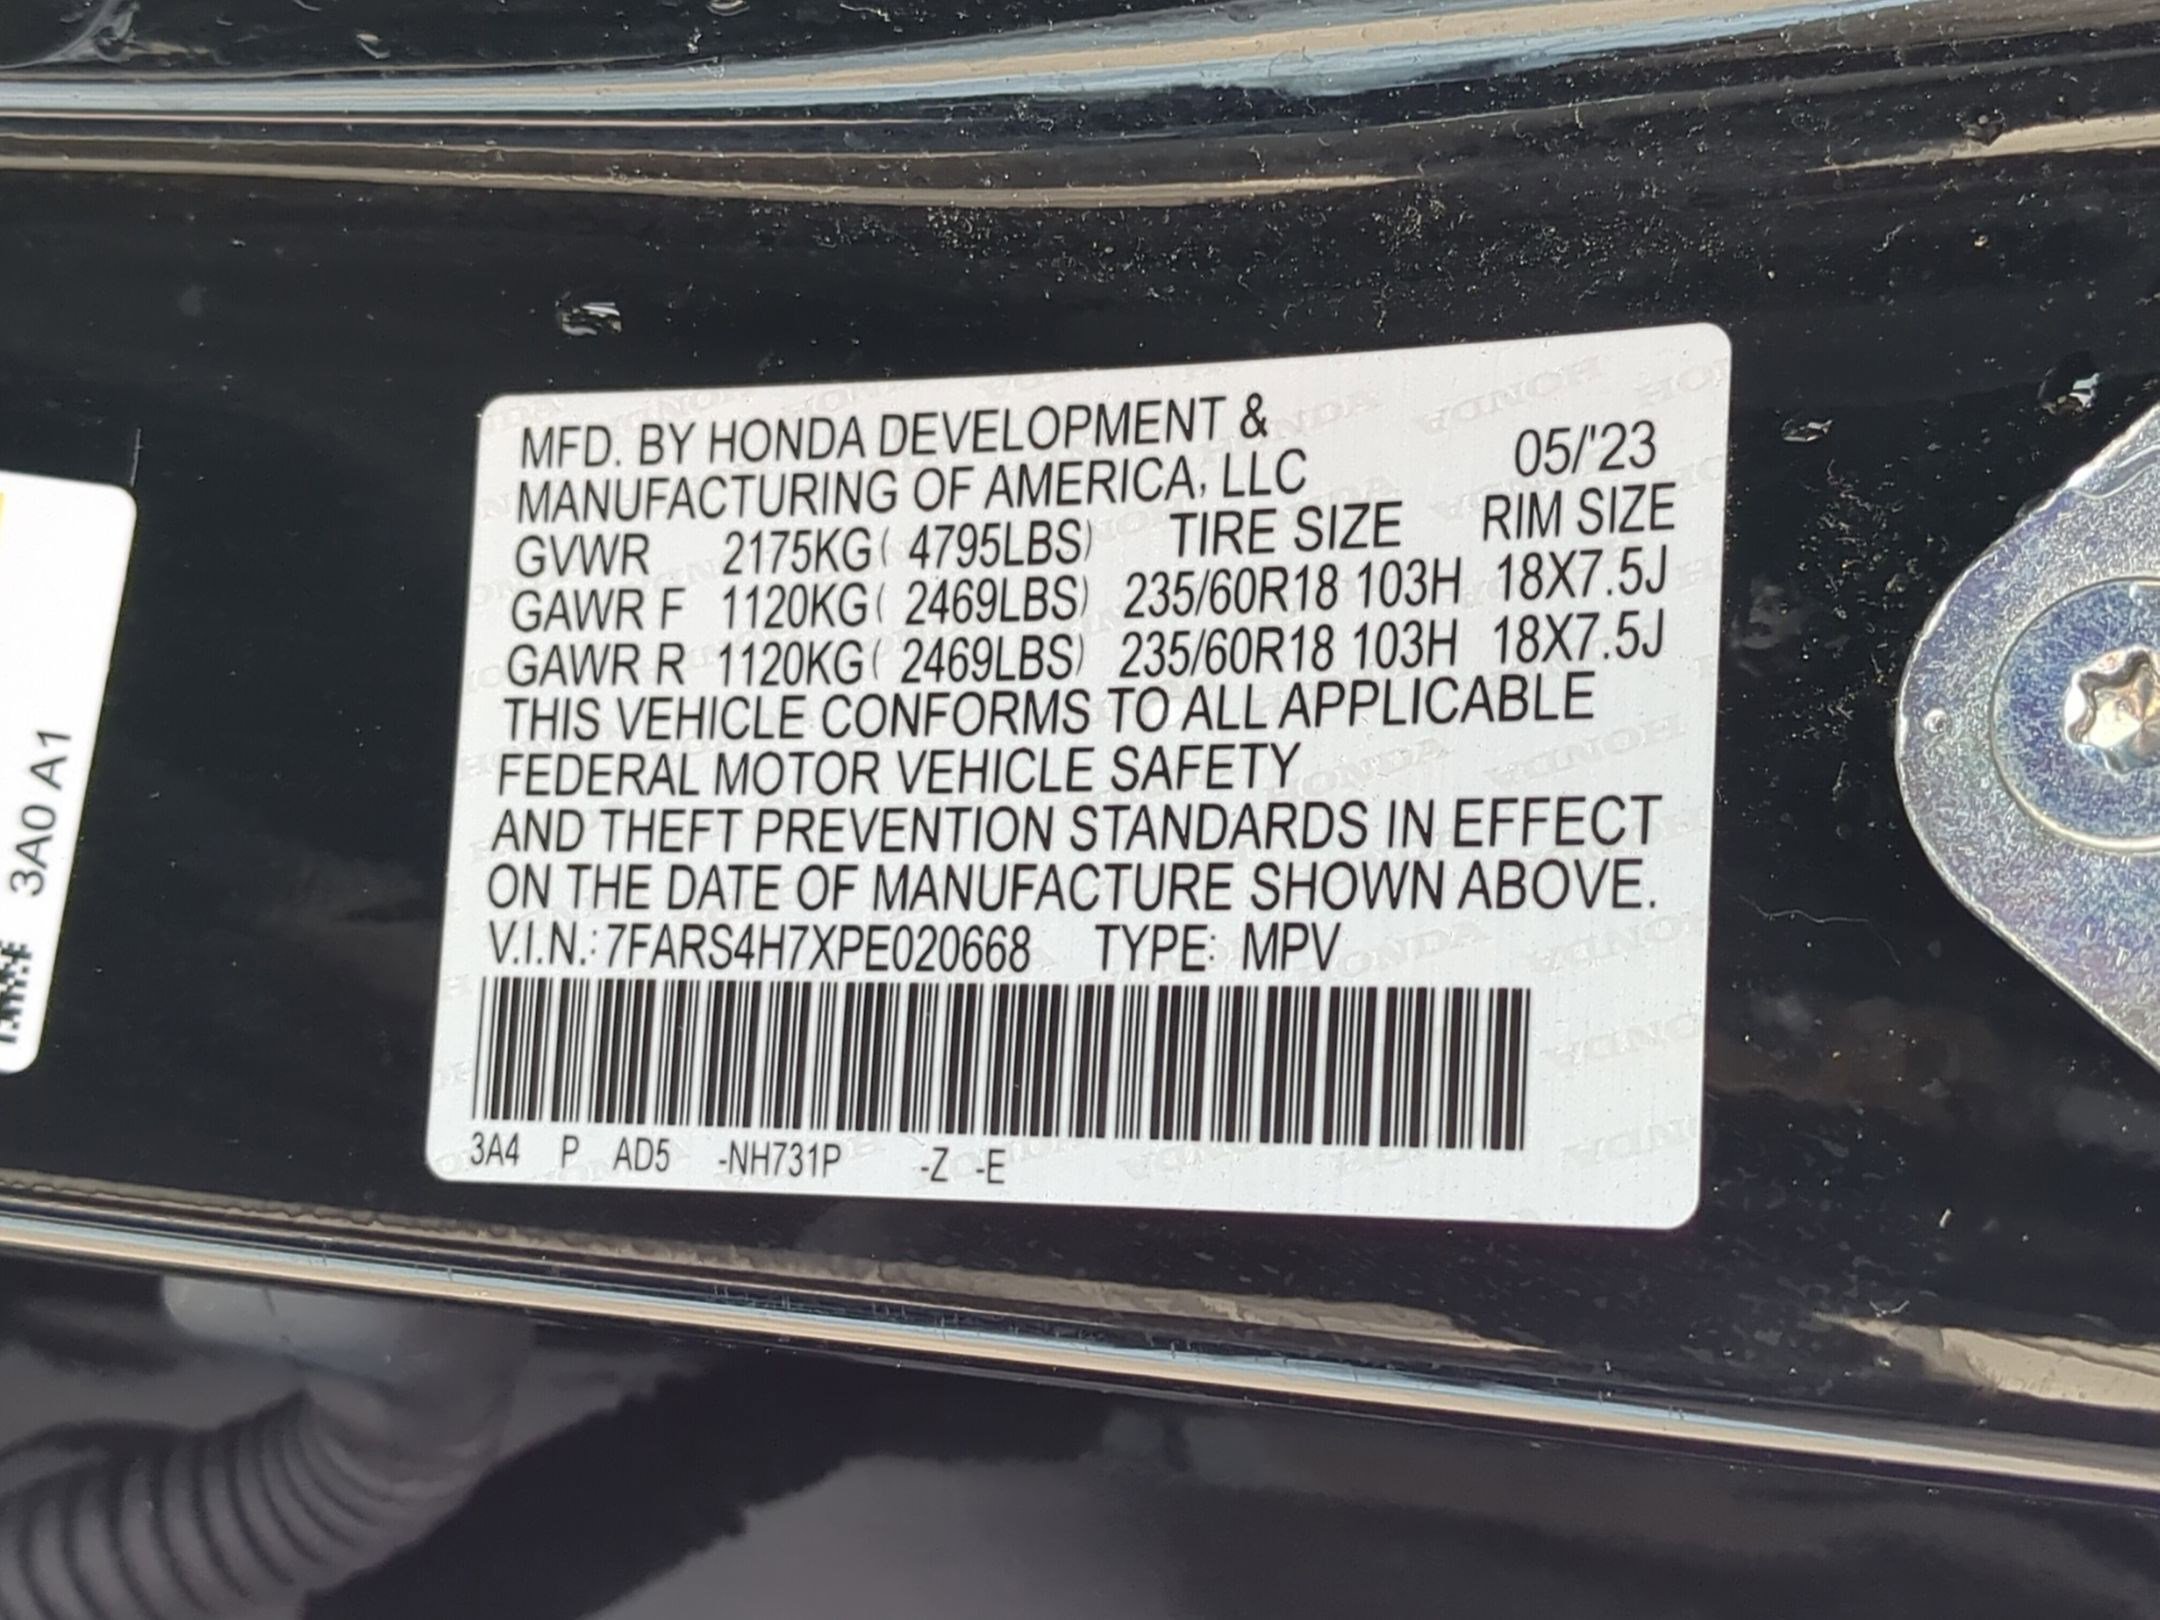 MFD. BY HONDA DEVELOPMENT &
MANUFACTURING OF AMERICA, LLC 05/'23
GVWR 2175KG( 4795LBS) TIRE SIZE RIM SIZE
GAWR F 1120KG( 2469LBS) 235/60R18 103H 18X7.5J
GAWR R 1120KG( 2469LBS) 235/60R18 103H 18X7.5J
THIS VEHICLE CONFORMS TO ALL APPLICABLE
FEDERAL MOTOR VEHICLE SAFETY
AND THEFT PREVENTION STANDARDS IN EFFECT
ON THE DATE OF MANUFACTURE SHOWN ABOVE.
V.I.N.: 7FARS4H7XPE020668 TYPE: MPV
3A4 P AD5 -NH731P -Z -E
3A0 A1
HONDA